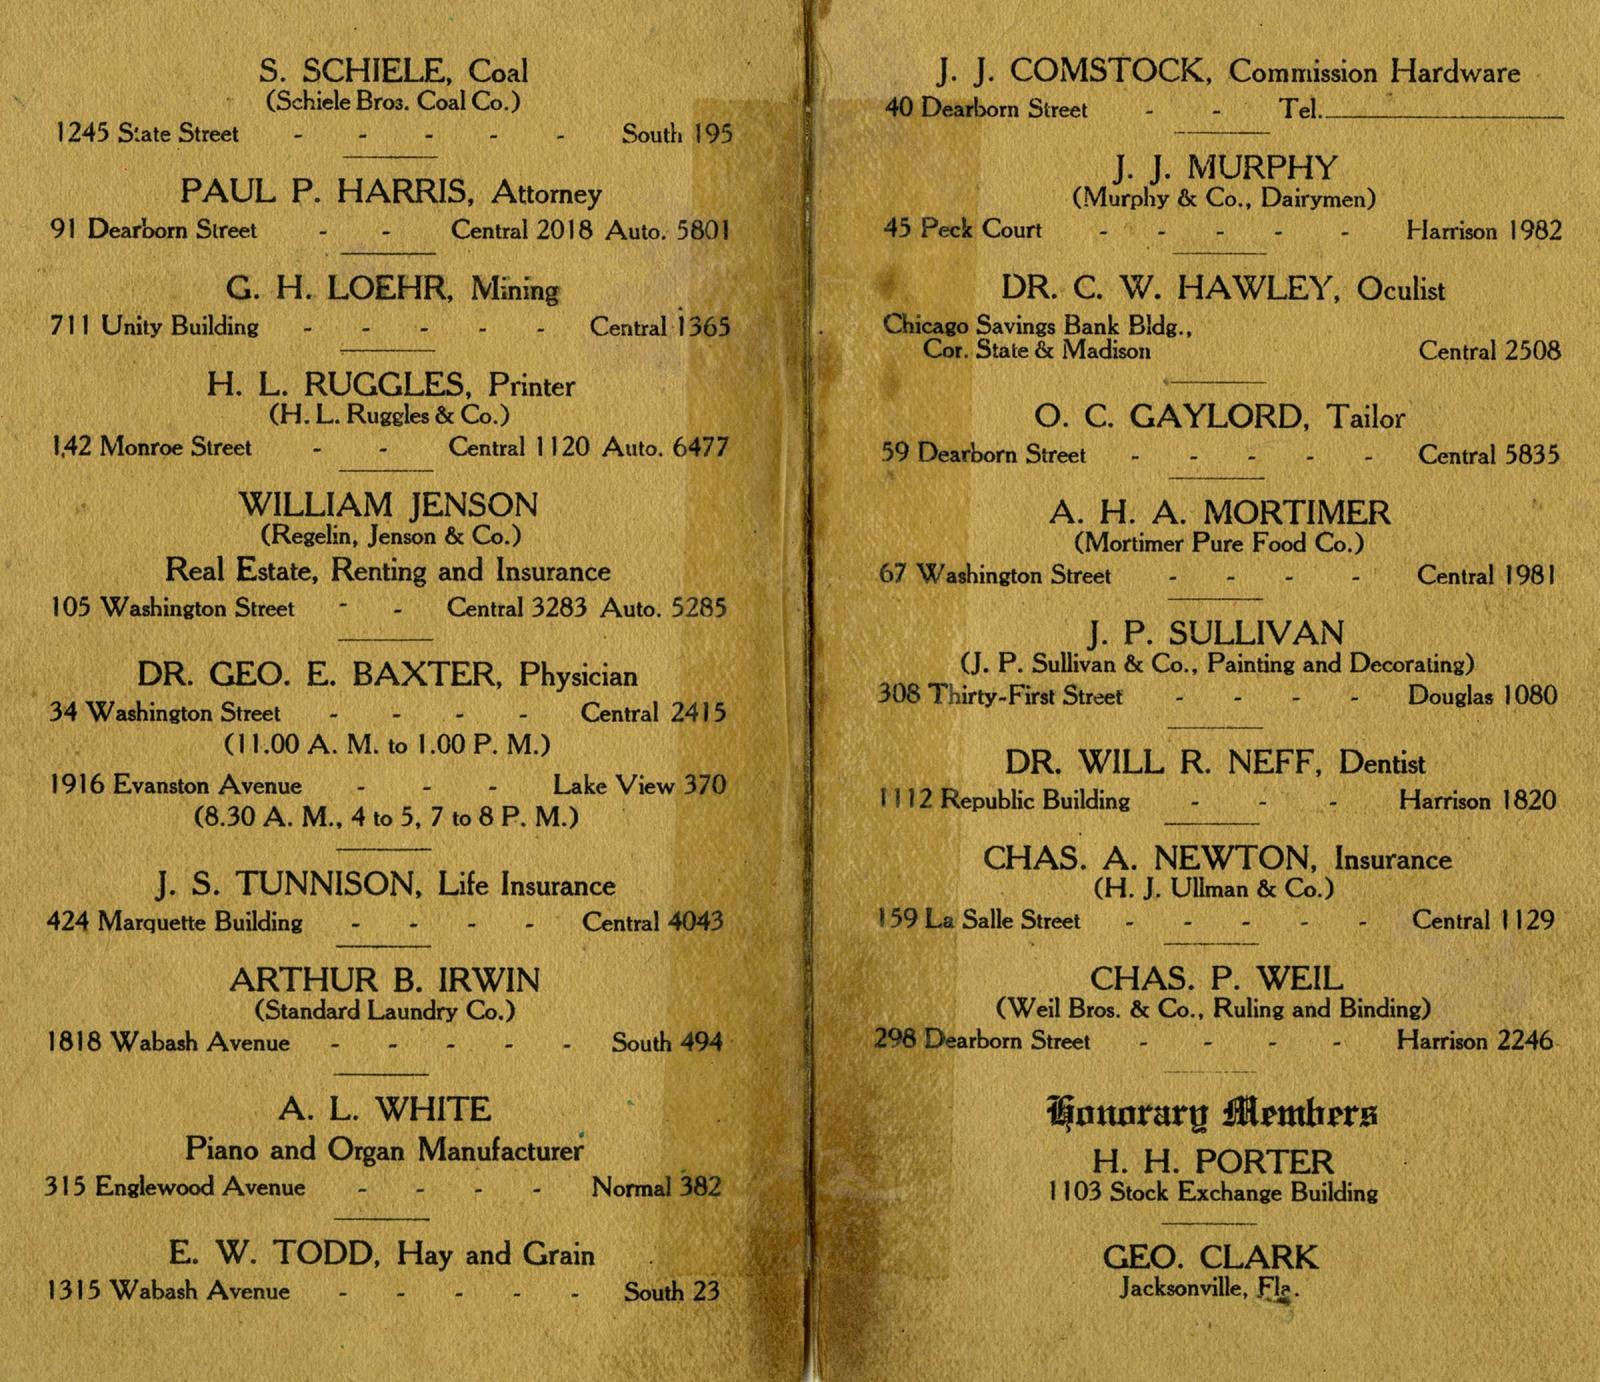 S. SCHIELE, Coal
(Schiele Bros. Coal Co.)
1245 State Street - - - - - South 195
PAUL P. HARRIS, Attorney
91 Dearborn Street - - Central 2018 Auto. 5801
G. H. LOEHR, Mining
711 Unity Building - - - - - Central 1365
H. L. RUGGLES, Printer
(H. L. Ruggles & Co.)
142 Monroe Street - - Central 1120 Auto. 6477
WILLIAM JENSON
(Regelin, Jenson & Co.)
Real Estate, Renting and Insurance
105 Washington Street - - Central 3283 Auto. 5285
DR. GEO. E. BAXTER, Physician
34 Washington Street - - - - Central 2415
(11.00 A. M. to 1.00 P. M.)
1916 Evanston Avenue - - - Lake View 370
(8.30 A. M., 4 to 5, 7 to 8 P. M.)
J. S. TUNNISON, Life Insurance
424 Marquette Building - - - - Central 4043
ARTHUR B. IRWIN
(Standard Laundry Co.)
1818 Wabash Avenue - - - - - South 494
A. L. WHITE
Piano and Organ Manufacturer
315 Englewood Avenue - - - - Normal 382
E. W. TODD, Hay and Grain
1315 Wabash Avenue - - - - - South 23
J. J. COMSTOCK, Commission Hardware
40 Dearborn Street - - Tel.
J. J. MURPHY
(Murphy & Co., Dairymen)
45 Peck Court - - - - - Harrison 1982
DR. C. W. HAWLEY, Oculist
Chicago Savings Bank Bldg.,
Cor. State & Madison Central 2508
O. C. GAYLORD, Tailor
59 Dearborn Street - - - - - Central 5835
A. H. A. MORTIMER
(Mortimer Pure Food Co.)
67 Washington Street - - - - Central 1981
J. P. SULLIVAN
(J. P. Sullivan & Co., Painting and Decorating)
308 Thirty-First Street - - - - Douglas 1080
DR. WILL R. NEFF, Dentist
1112 Republic Building - - - Harrison 1820
CHAS. A. NEWTON, Insurance
(H. J. Ullman & Co.)
159 La Salle Street - - - - - Central 1129
CHAS. P. WEIL
(Weil Bros. & Co., Ruling and Binding)
298 Dearborn Street - - - - Harrison 2246
Honorary Members
H. H. PORTER
1103 Stock Exchange Building
GEO. CLARK
Jacksonville, Fla.